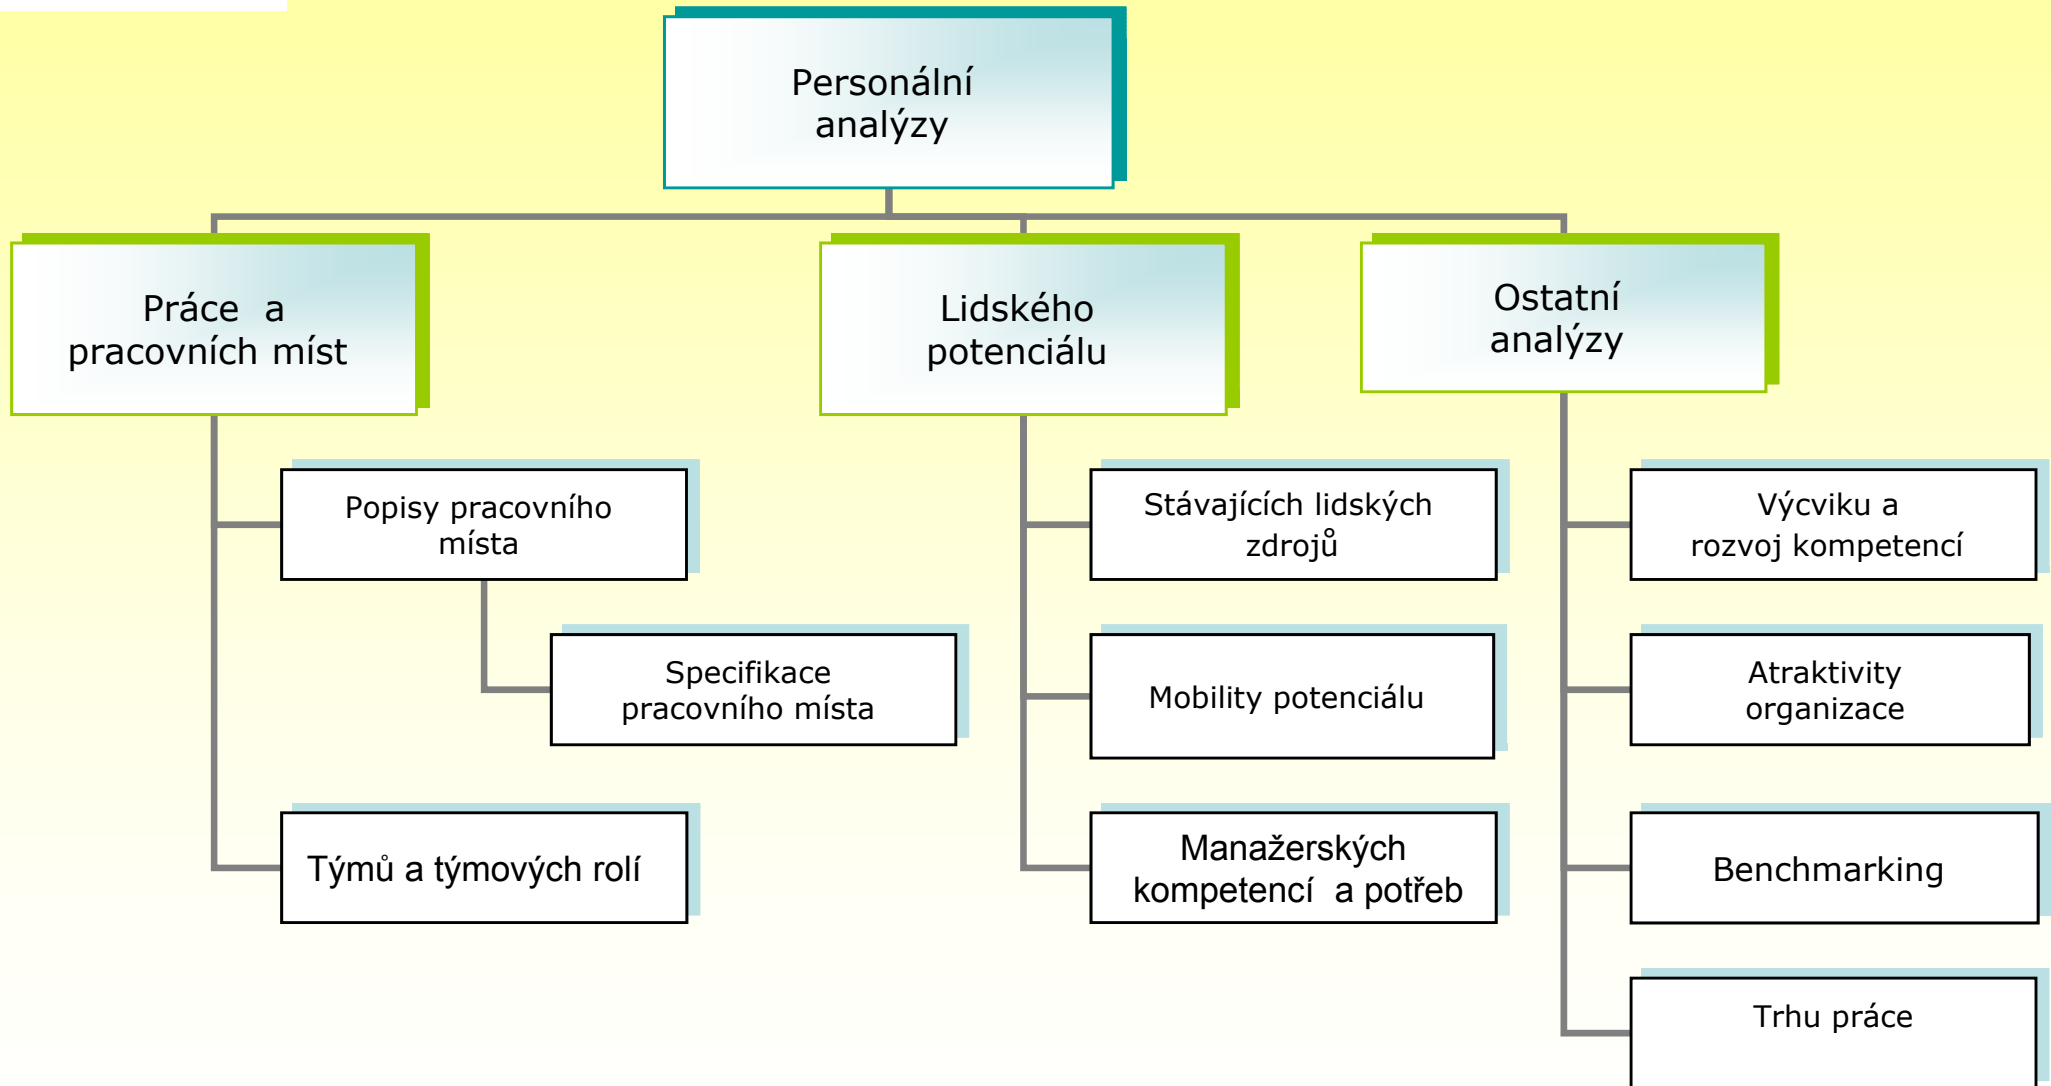 Personální
analýzy
Práce  a
pracovních míst
Lidského
potenciálu
Ostatní
analýzy
Popisy pracovního
místa
Specifikace
pracovního místa
Týmů a týmových rolí
Stávajících lidských
zdrojů
Mobility potenciálu
Manažerských
kompetencí  a potřeb
Výcviku a
rozvoj kompetencí
Atraktivity
organizace
Benchmarking
Trhu práce